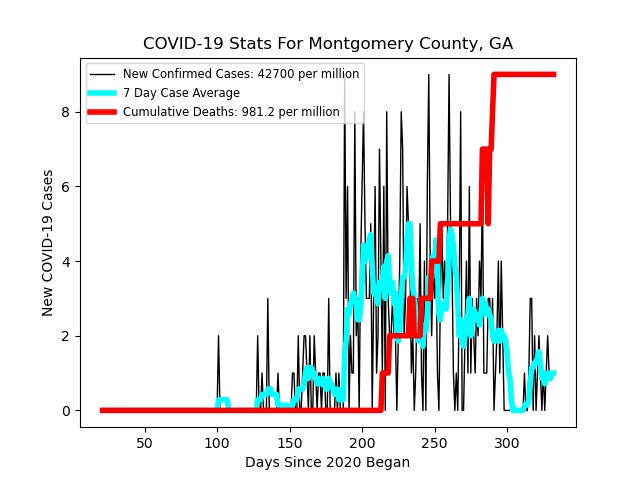 COVID-19 Stats For Montgomery County, GA
New Confirmed Cases: 42700 per million
7 Day Case Average
Cumulative Deaths: 981.2 per million
New COVID-19 Cases
8
6
4
2
0
50 100 150 200 250 300
Days Since 2020 Began